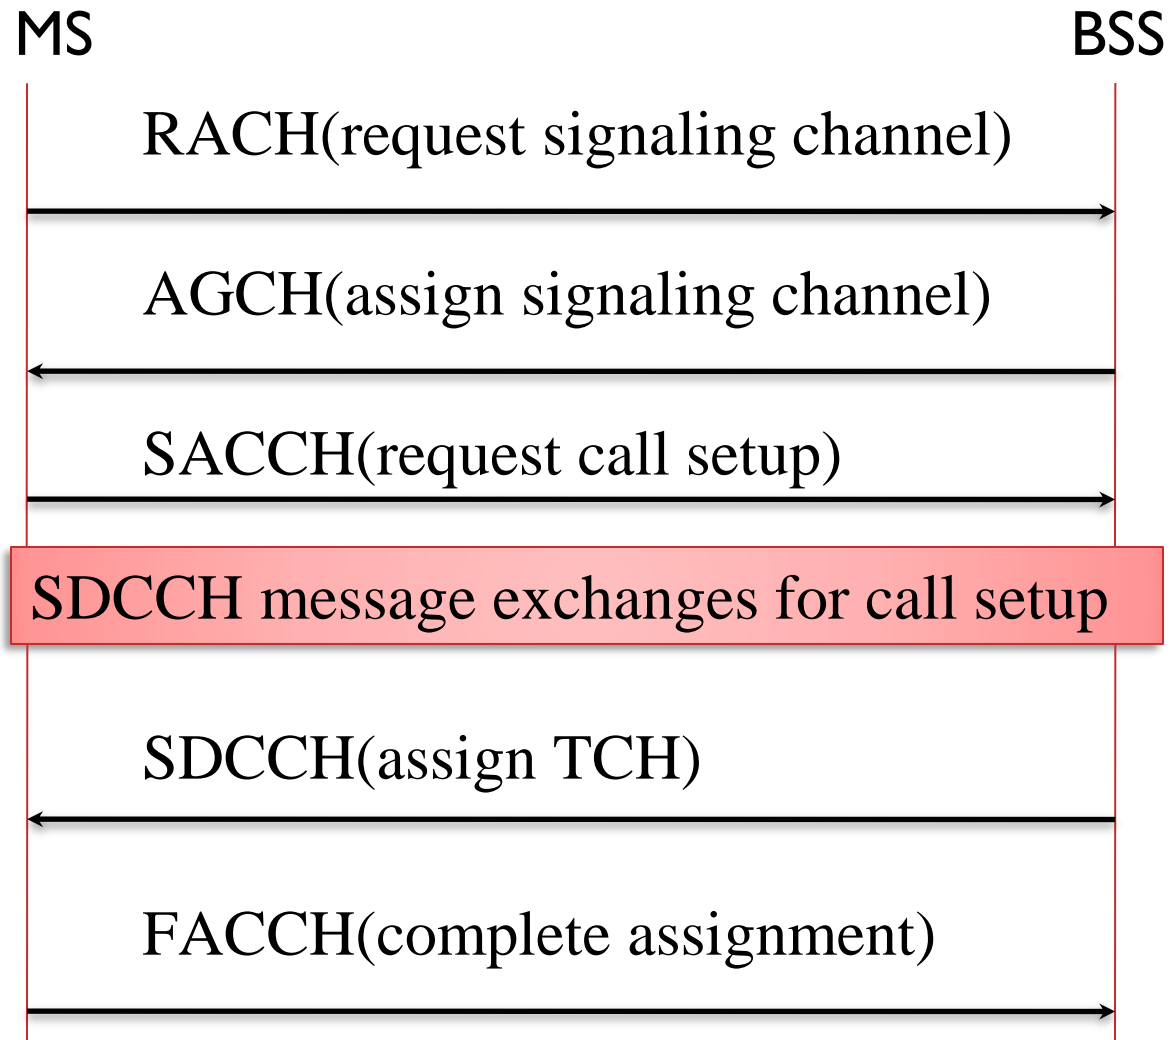 MS BSS
RACH(request signaling channel)
AGCH(assign signaling channel)
SACCH(request call setup)
SDCCH message exchanges for call setup
SDCCH(assign TCH)
FACCH(complete assignment)